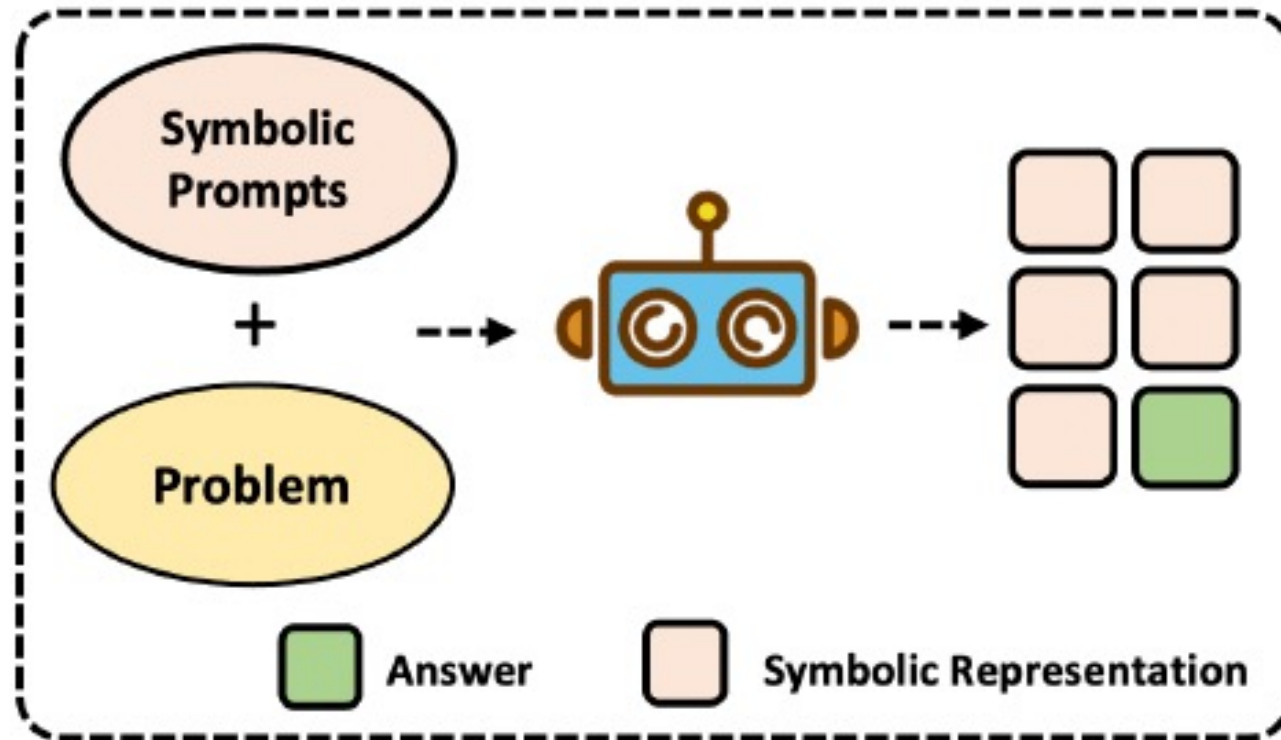 Symbolic
Prompts
+
Problem
Answer
Symbolic Representation